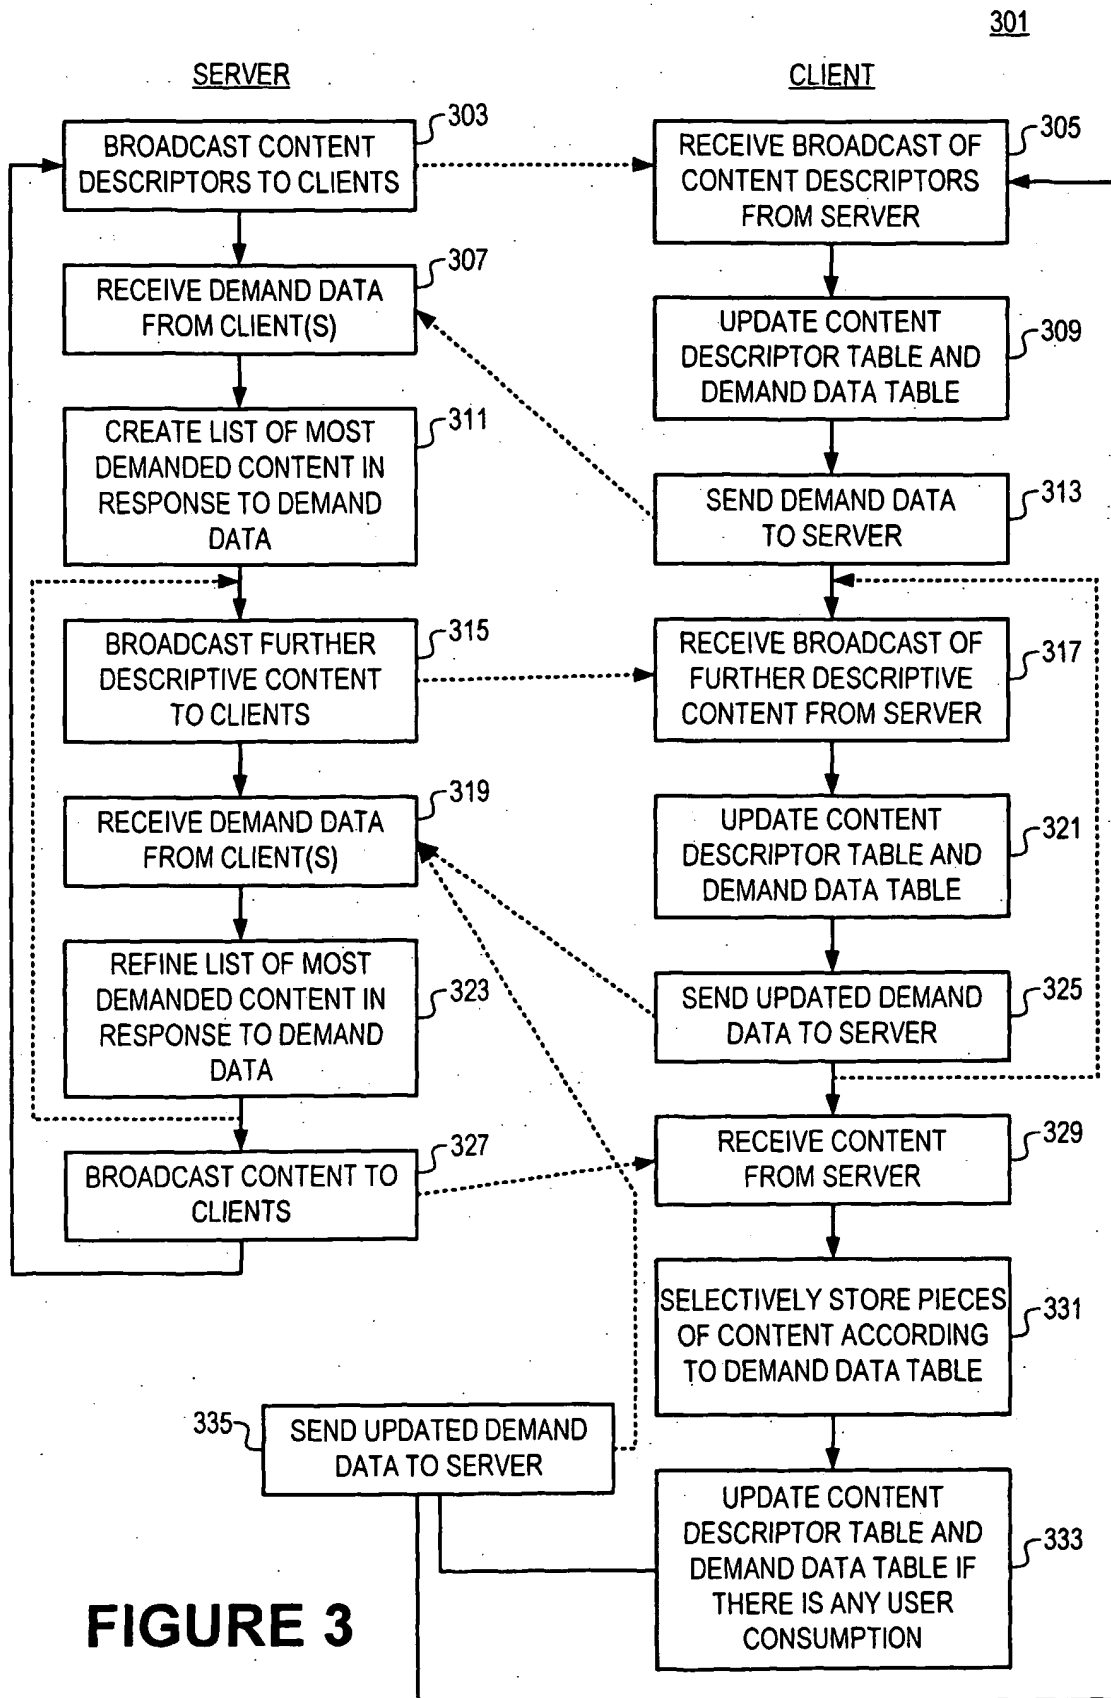 301
SERVER
CLIENT
BROADCAST CONTENT
DESCRIPTORS TO CLIENTS
303
RECEIVE BROADCAST OF
CONTENT DESCRIPTORS
FROM SERVER
305
RECEIVE DEMAND DATA
FROM CLIENT(S)
307
UPDATE CONTENT
DESCRIPTOR TABLE AND
DEMAND DATA TABLE
309
CREATE LIST OF MOST
DEMANDED CONTENT IN
RESPONSE TO DEMAND
DATA
311
SEND DEMAND DATA
TO SERVER
313
BROADCAST FURTHER
DESCRIPTIVE CONTENT
TO CLIENTS
315
RECEIVE BROADCAST OF
FURTHER DESCRIPTIVE
CONTENT FROM SERVER
317
RECEIVE DEMAND DATA
FROM CLIENT(S)
319
UPDATE CONTENT
DESCRIPTOR TABLE AND
DEMAND DATA TABLE
321
REFINE LIST OF MOST
DEMANDED CONTENT IN
RESPONSE TO DEMAND
DATA
323
SEND UPDATED DEMAND
DATA TO SERVER
325
BROADCAST CONTENT TO
CLIENTS
327
RECEIVE CONTENT
FROM SERVER
329
SELECTIVELY STORE PIECES
OF CONTENT ACCORDING
TO DEMAND DATA TABLE
331
335
SEND UPDATED DEMAND
DATA TO SERVER
UPDATE CONTENT
DESCRIPTOR TABLE AND
DEMAND DATA TABLE IF
THERE IS ANY USER
CONSUMPTION
333
FIGURE 3